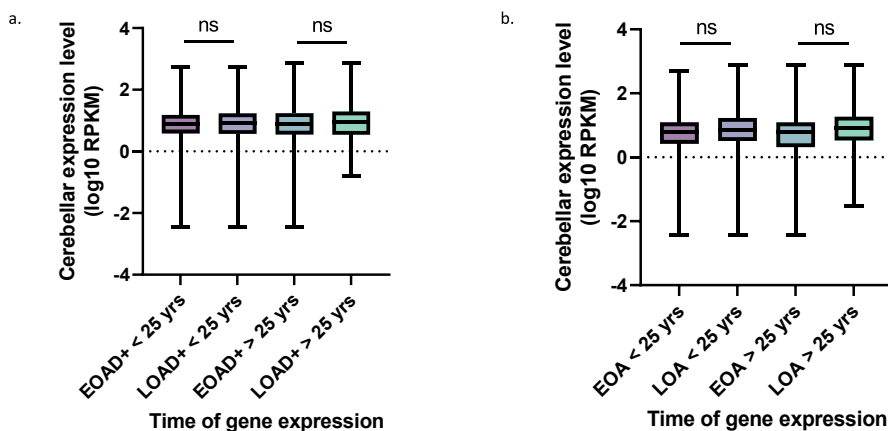 a.
Cerebellar expression level
(log10 RPKM)
4
2
0
-2
-4
ns
ns
EOAD+ < 25 yrs
LOAD+ < 25 yrs
EOAD+ > 25 yrs
LOAD+ > 25 yrs
Time of gene expression
b.
Cerebellar expression level
(log10 RPKM)
4
2
0
-2
-4
ns
ns
EOA < 25 yrs
LOA < 25 yrs
EOA > 25 yrs
LOA > 25 yrs
Time of gene expression